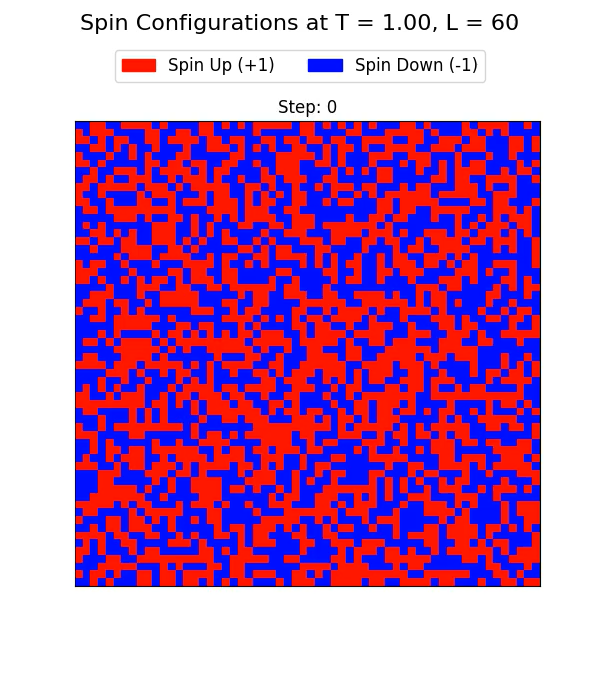 Spin Configurations at T = 1.00, L = 60
Spin Up (+1) Spin Down (-1)
Step: 0